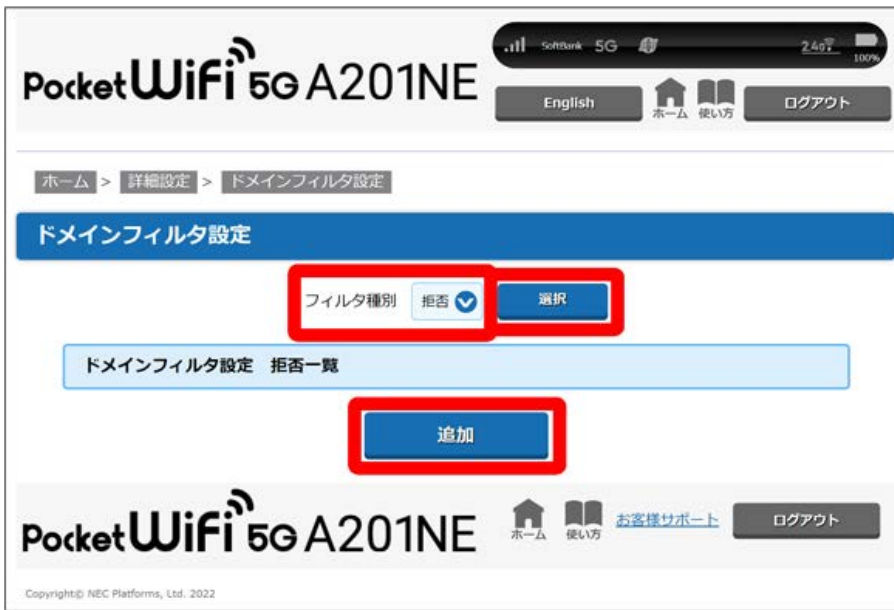 SoftBank 5G 2.4G 100%
Pocket WiFi 5G A201NE
English ホーム 使い方 ログアウト
ホーム > 詳細設定 > ドメインフィルタ設定
ドメインフィルタ設定
フィルタ種別 拒否 選択
ドメインフィルタ設定 拒否一覧
追加
Pocket WiFi 5G A201NE ホーム 使い方 お客様サポート ログアウト
Copyright© NEC Platforms, Ltd. 2022